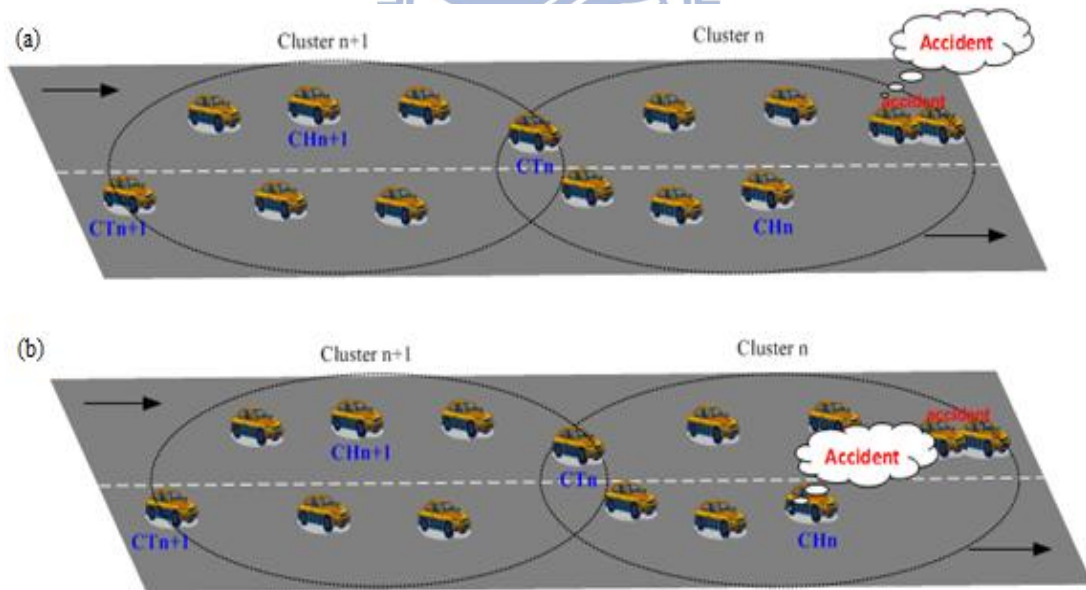 (a)
Cluster n+1
Cluster n
Accident
accident
CHn+1
CTn
CTn+1
CHn
(b)
Cluster n+1
Cluster n
accident
Accident
CHn+1
CTn
CTn+1
CHn